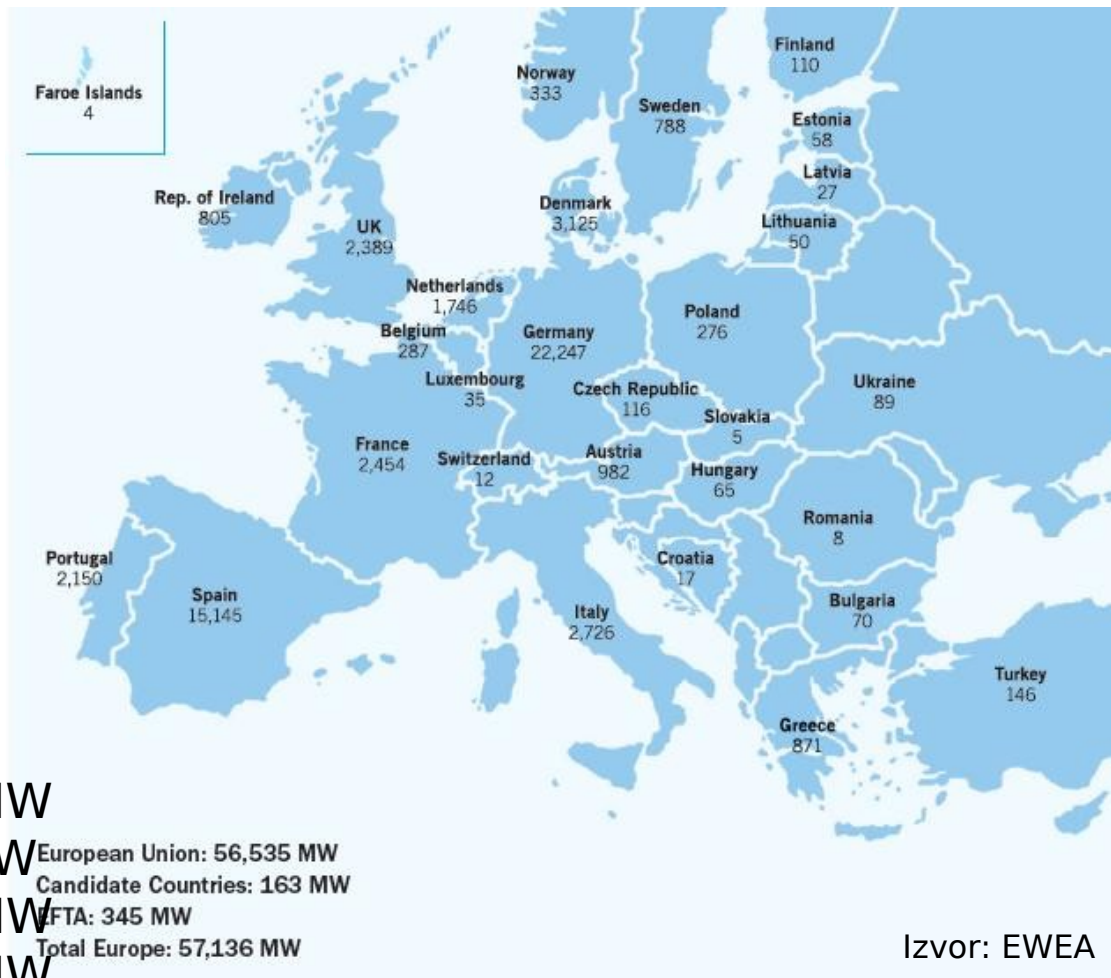 Faroe Islands
4
Finland
110
Norway
333
Sweden
788
Estonia
58
Latvia
27
Rep. of Ireland
805
Denmark
3,125
Lithuania
50
UK
2,389
Netherlands
1,746
Belgium
287
Germany
22,247
Poland
276
Luxembourg
35
Czech Republic
116
Ukraine
89
Slovakia
5
France
2,454
Switzerland
12
Austria
982
Hungary
65
Romania
8
Portugal
2,150
Spain
15,145
Croatia
17
Italy
2,726
Bulgaria
70
Turkey
146
Greece
871
European Union: 56,535 MW
Candidate Countries: 163 MW
EFTA: 345 MW
Total Europe: 57,136 MW
Izvor: EWEA